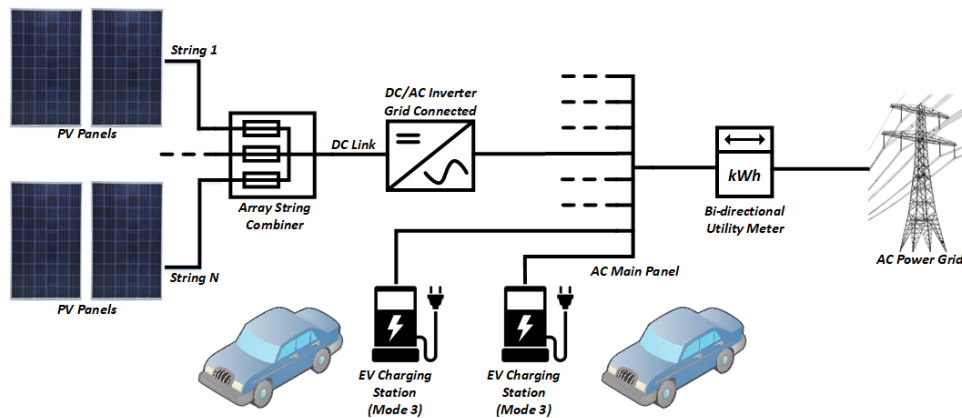 String 1
PV Panels
DC/AC Inverter
Grid Connected
DC Link
Array String
Combiner
String N
PV Panels
kWh
Bi-directional
Utility Meter
AC Power Grid
AC Main Panel
EV Charging
Station
(Mode 3)
EV Charging
Station
(Mode 3)